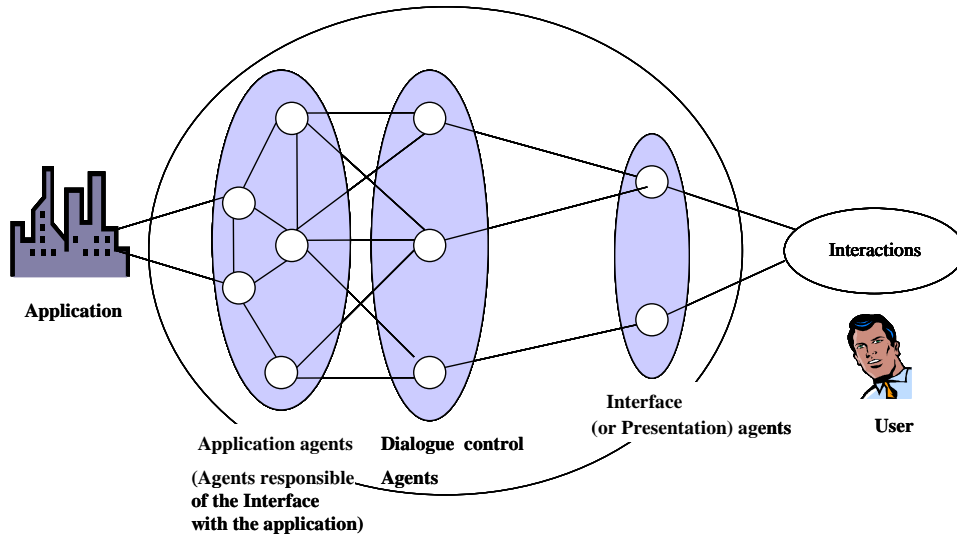 Interactions
Application
Interface
(or Presentation) agents
User
Application agents
(Agents responsible
of the Interface
with the application)
Dialogue control
Agents